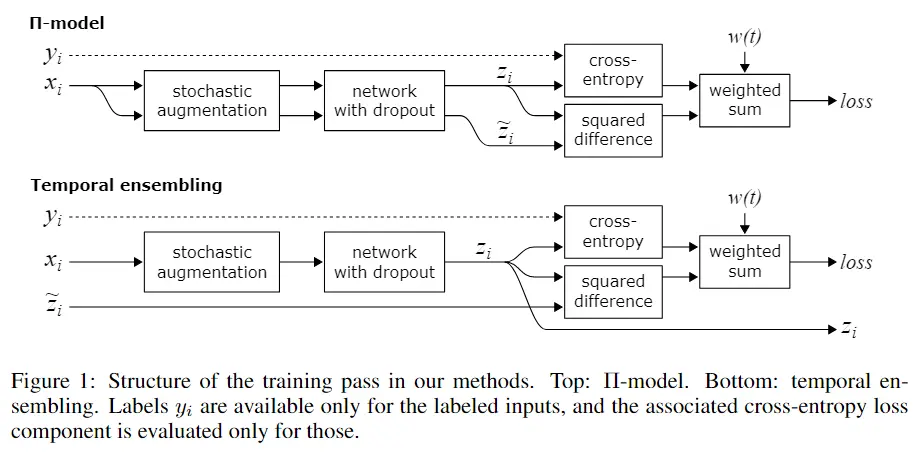 Π-model
y_i
x_i
stochastic
augmentation
network
with dropout
z_i
z̃_i
cross-
entropy
squared
difference
w(t)
weighted
sum
loss
Temporal ensembling
y_i
x_i
z̃_i
stochastic
augmentation
network
with dropout
z_i
cross-
entropy
squared
difference
w(t)
weighted
sum
loss
z_i
Figure 1: Structure of the training pass in our methods. Top: Π-model. Bottom: temporal en-
sembling. Labels y_i are available only for the labeled inputs, and the associated cross-entropy loss
component is evaluated only for those.